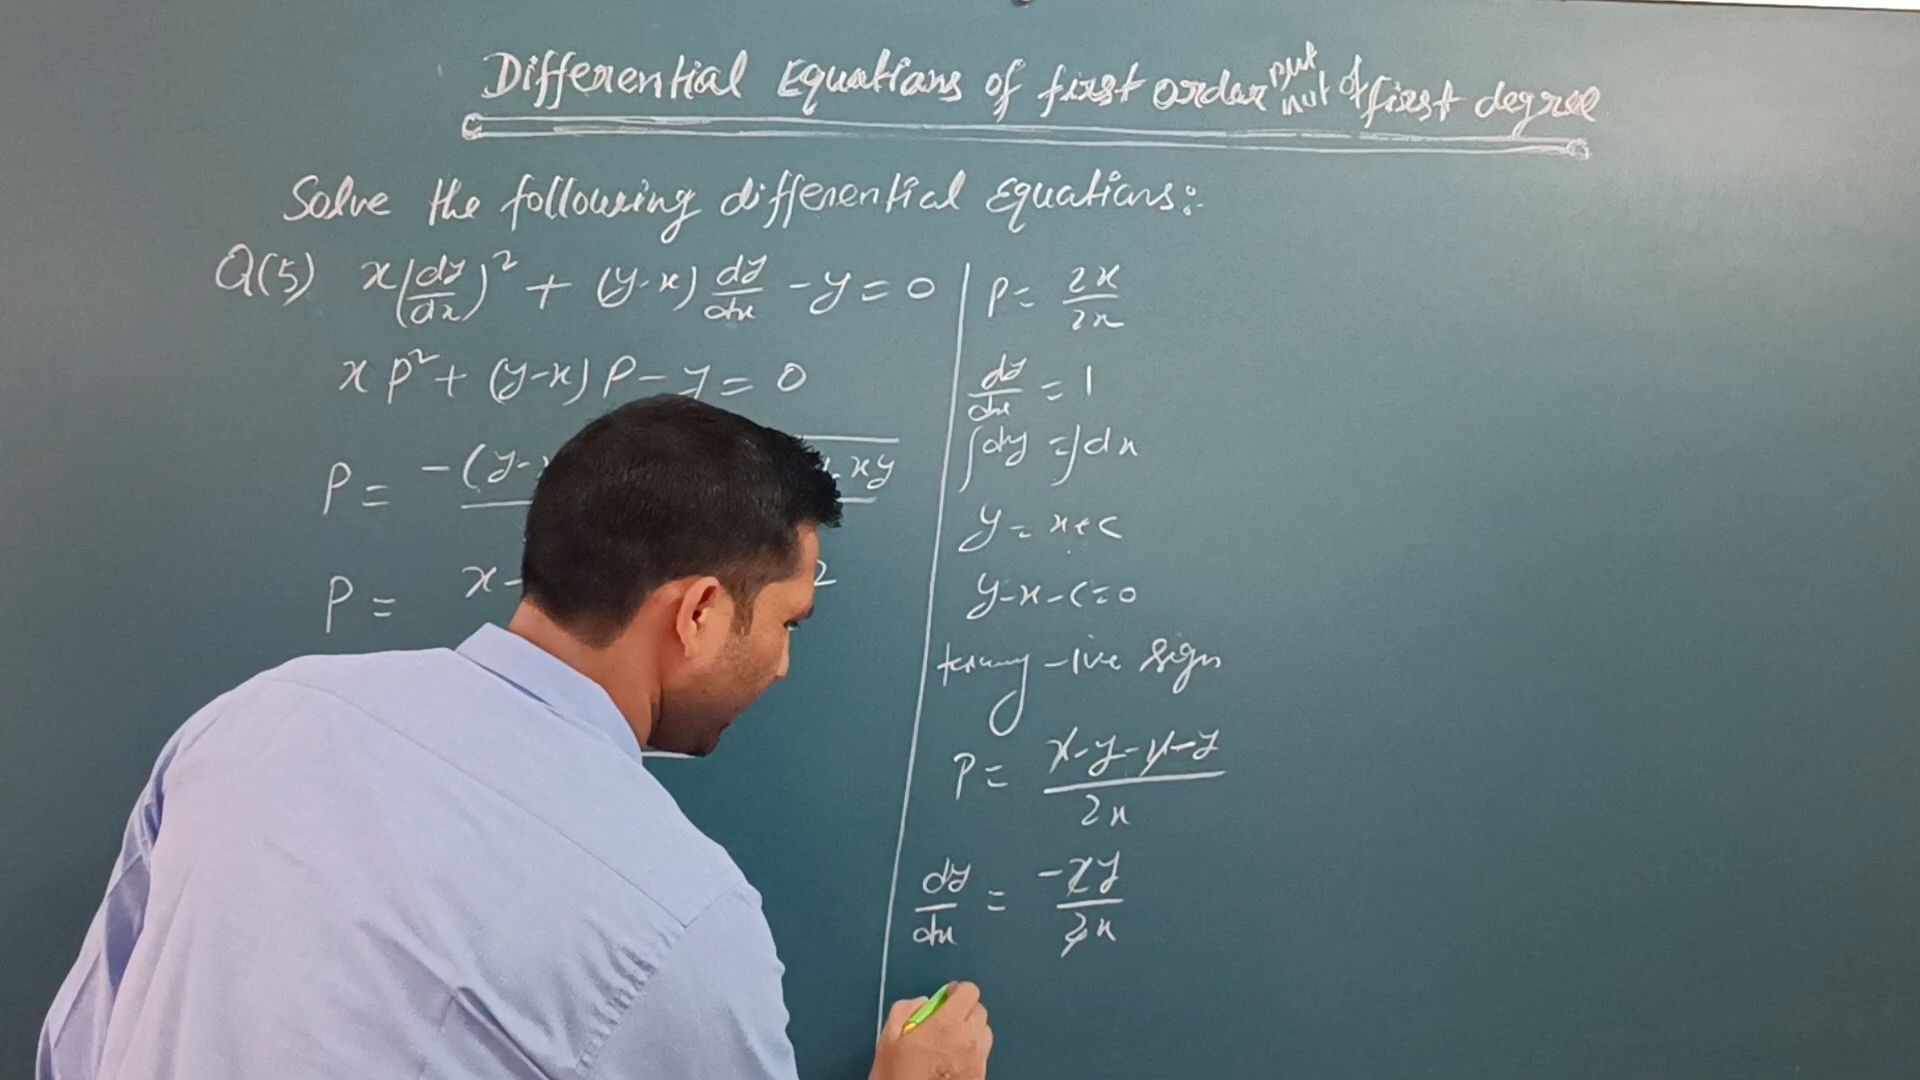 Differential Equations of first order but not of first degree
Solve the following differential Equations:-
Q(5) x(dy/dx)² + (y-x) dy/dx - y = 0
x p² + (y-x) p - y = 0
P = -(y- xy
P = x- 2
P = 2x/2x
dy/dx = 1
∫dy = ∫dx
y = x+c
y-x-c=0
-ive sign
P = x-y-x-y/2x
dy/dx = -2y/2x